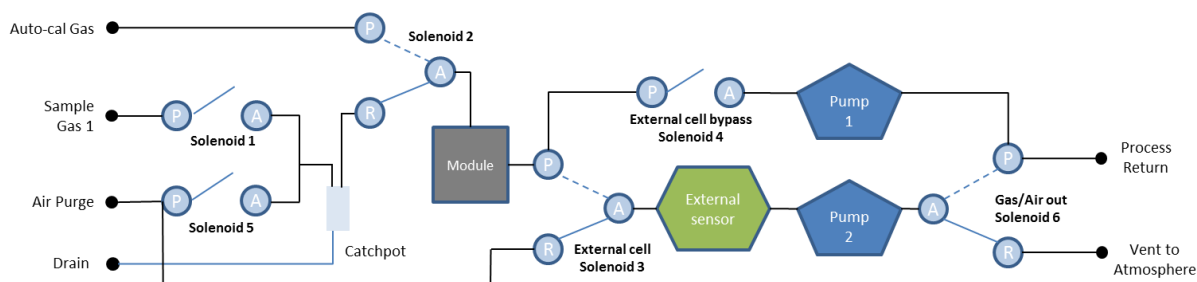 Auto-cal Gas
P
Solenoid 2
A
Sample
Gas 1
P
A
R
Solenoid 1
P
A
External cell bypass
Solenoid 4
Pump
1
Module
P
P
Process
Return
Air Purge
P
A
Solenoid 5
A
External
sensor
Pump
2
A
Gas/Air out
Solenoid 6
R
External cell
Solenoid 3
R
Catchpot
Drain
Vent to
Atmosphere